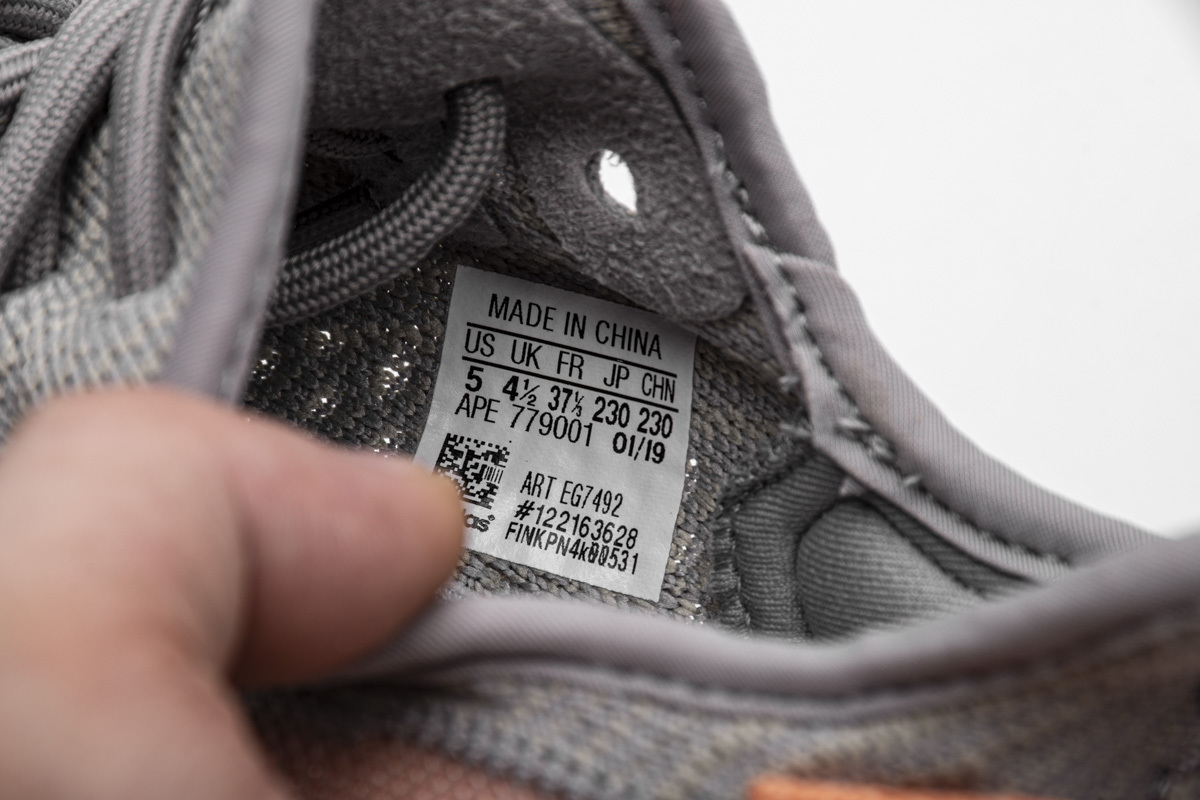 MADE IN CHINA
US UK FR JP CHN
5 4½ 37⅓ 230 230
APE 779001 01/19
ART EG7492
#122163628